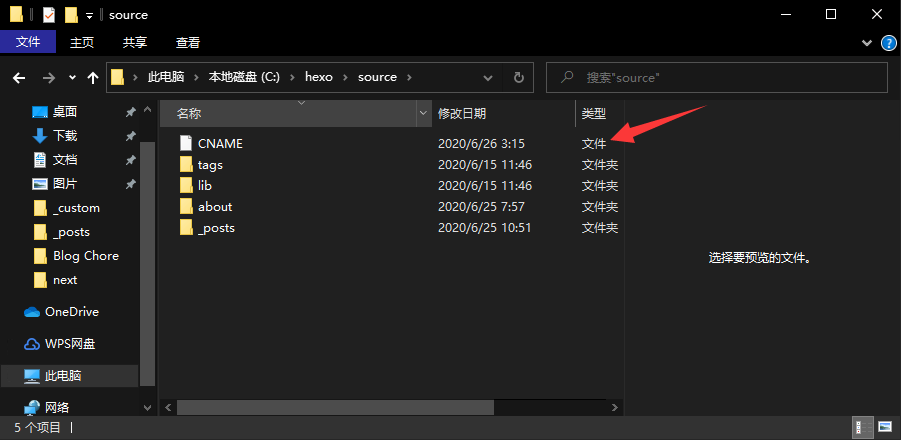 source
文件 主页 共享 查看
此电脑 本地磁盘 (C:) hexo source 搜索"source"
桌面
下载
文档
图片
_custom
_posts
Blog Chore
next
OneDrive
WPS网盘
此电脑
网络
名称 修改日期 类型
CNAME 2020/6/26 3:15 文件
tags 2020/6/15 11:46 文件夹
lib 2020/6/15 11:46 文件夹
about 2020/6/25 7:57 文件夹
_posts 2020/6/25 10:51 文件夹
选择要预览的文件。
5 个项目